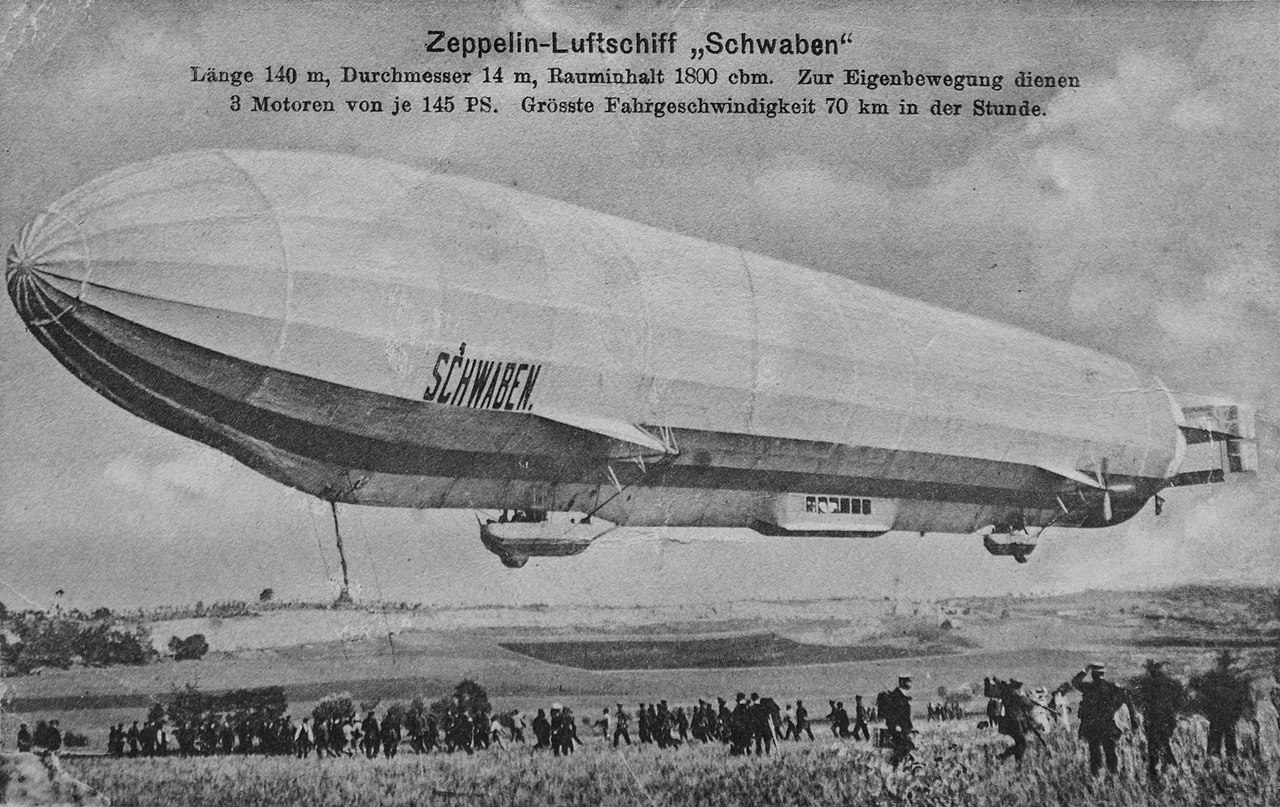 Zeppelin-Luftschiff „Schwaben“
Länge 140 m, Durchmesser 14 m, Rauminhalt 1800 cbm. Zur Eigenbewegung dienen
3 Motoren von je 145 PS. Grösste Fahrgeschwindigkeit 70 km in der Stunde.
SCHWABEN.